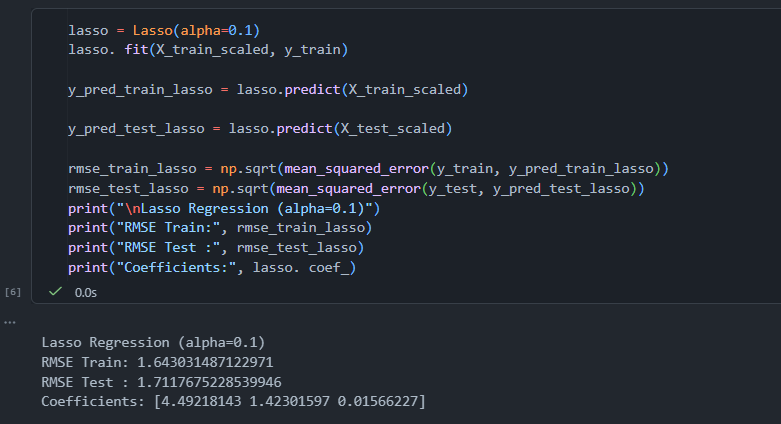 lasso = Lasso(alpha=0.1)
lasso. fit(X_train_scaled, y_train)
y_pred_train_lasso = lasso.predict(X_train_scaled)
y_pred_test_lasso = lasso.predict(X_test_scaled)
rmse_train_lasso = np.sqrt(mean_squared_error(y_train, y_pred_train_lasso))
rmse_test_lasso = np.sqrt(mean_squared_error(y_test, y_pred_test_lasso))
print("\nLasso Regression (alpha=0.1)")
print("RMSE Train:", rmse_train_lasso)
print("RMSE Test :", rmse_test_lasso)
print("Coefficients:", lasso. coef_)
[6] ✓ 0.0s
...
Lasso Regression (alpha=0.1)
RMSE Train: 1.643031487122971
RMSE Test : 1.7117675228539946
Coefficients: [4.49218143 1.42301597 0.01566227]